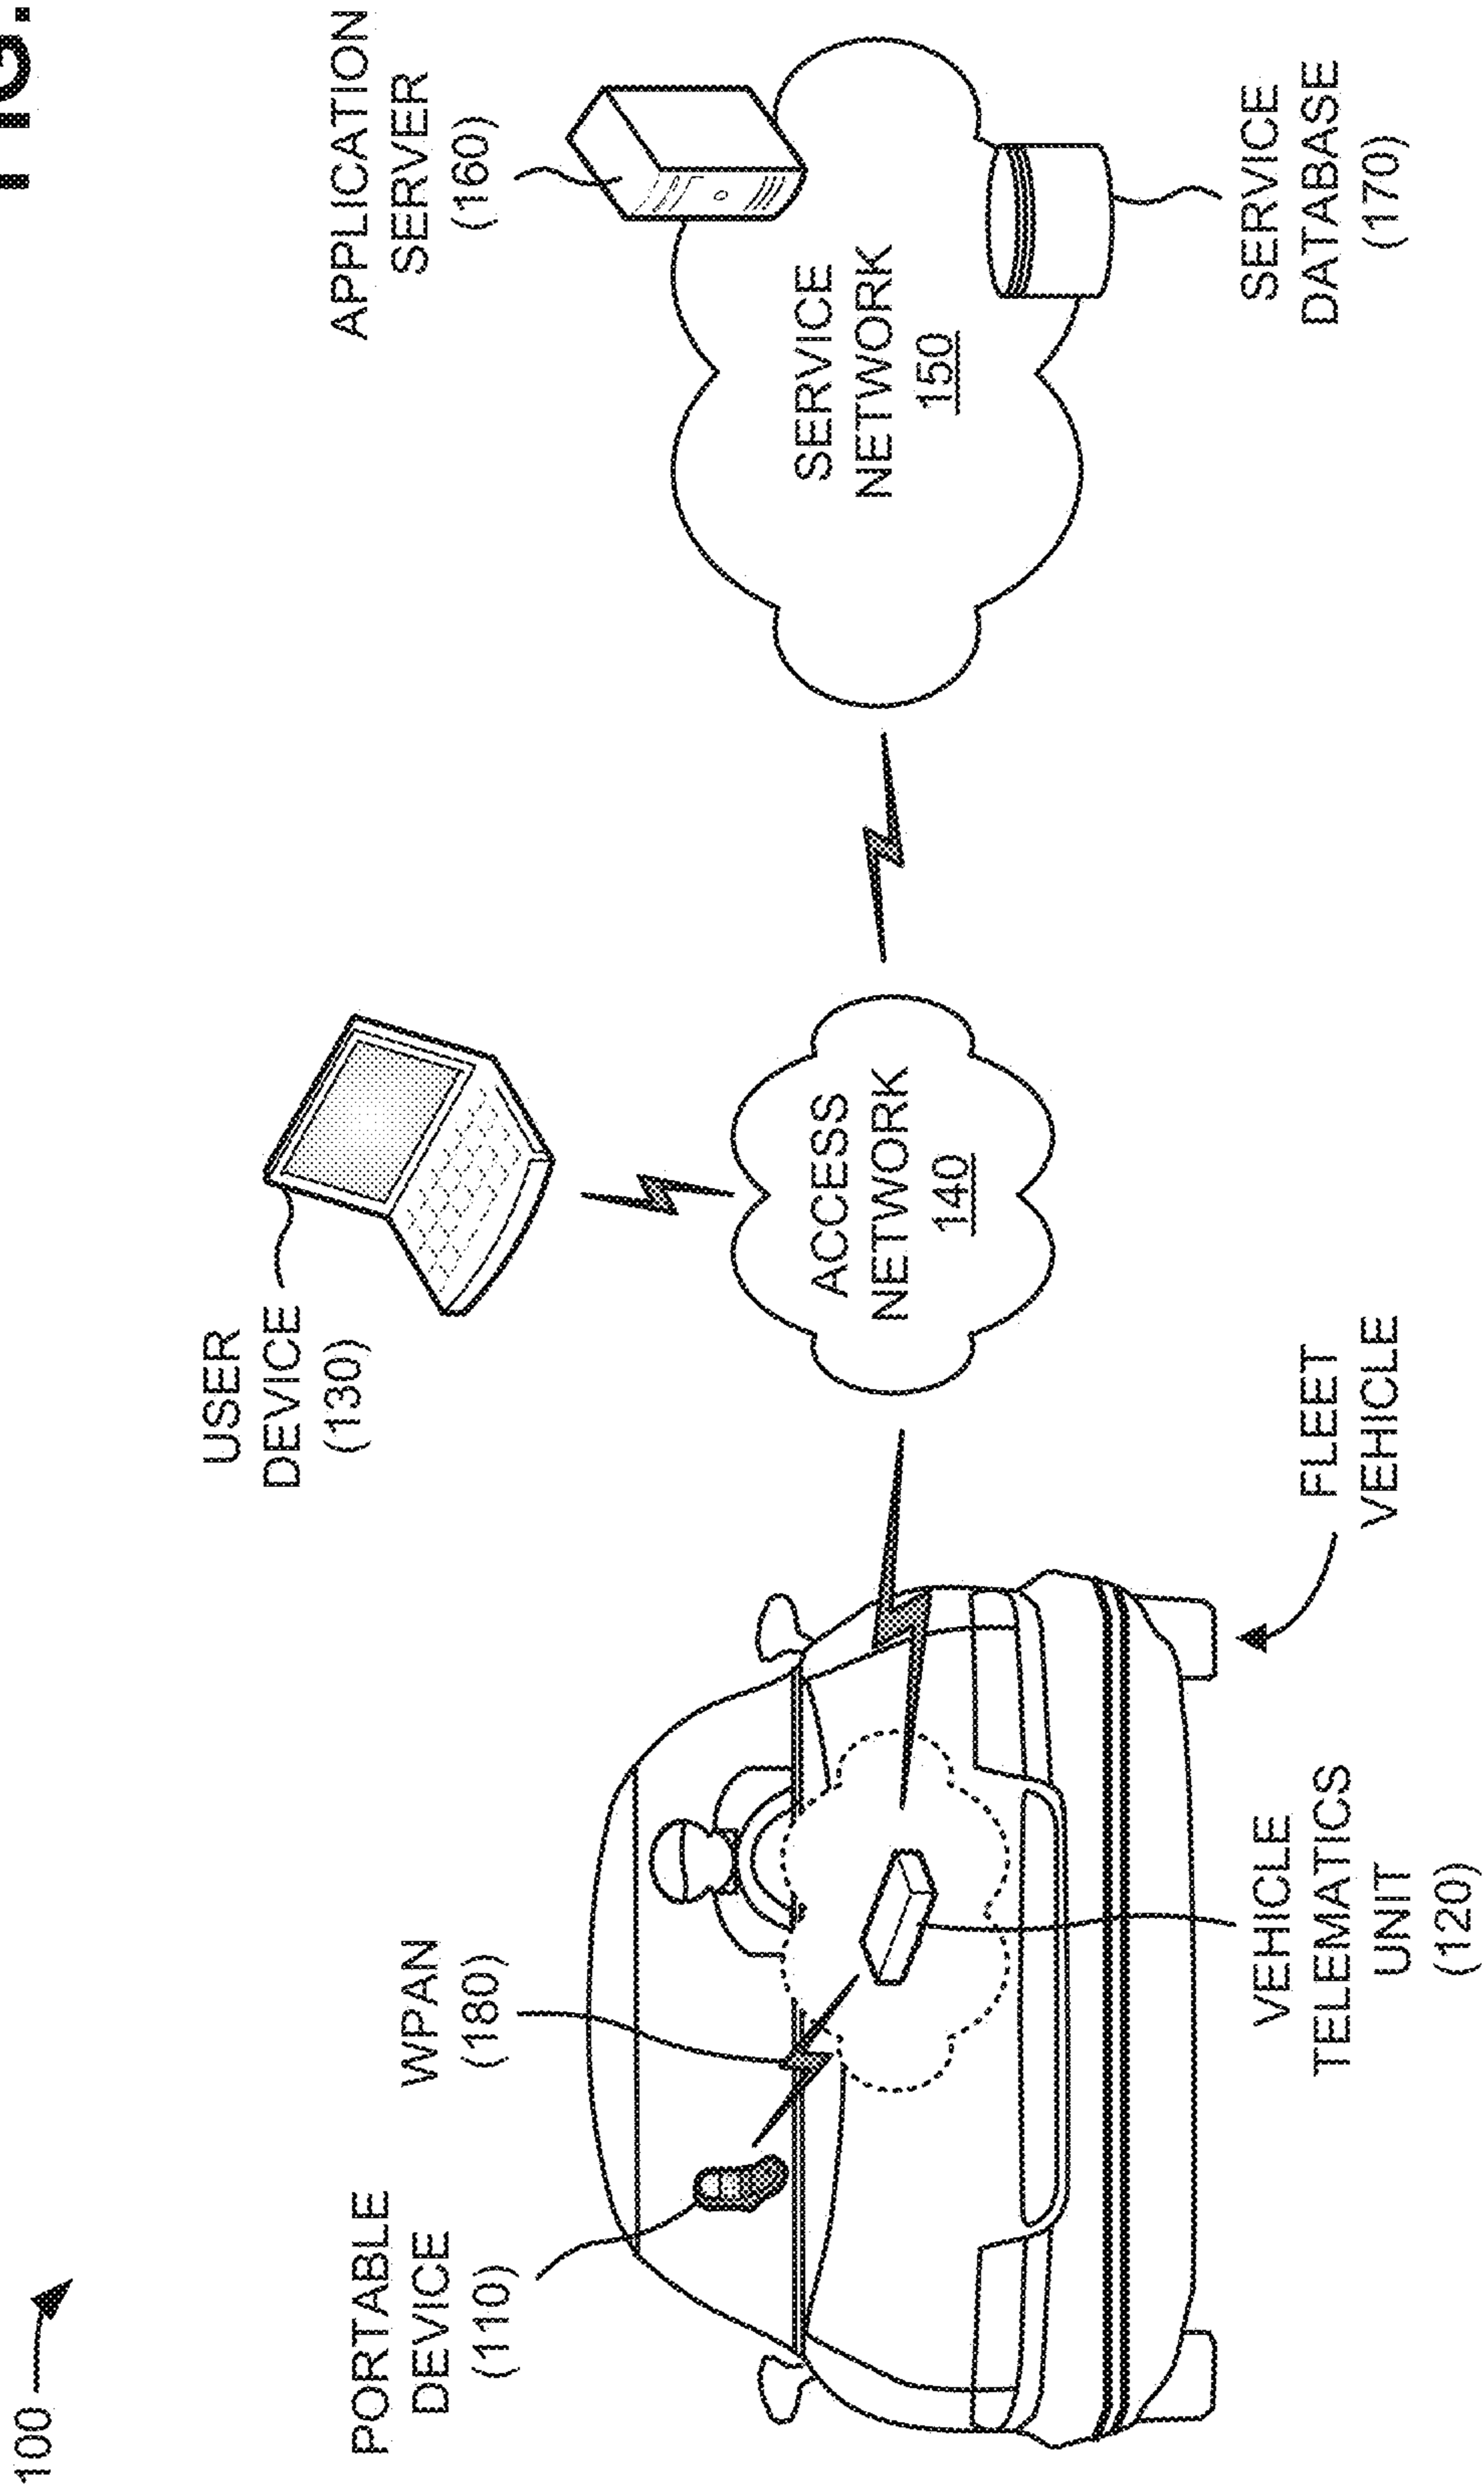 100
PORTABLE
DEVICE
(110)
WPAN
(180)
VEHICLE
TELEMATICS
UNIT
(120)
FLEET
VEHICLE
USER
DEVICE
(130)
ACCESS
NETWORK
140
SERVICE
NETWORK
150
APPLICATION
SERVER
(160)
SERVICE
DATABASE
(170)